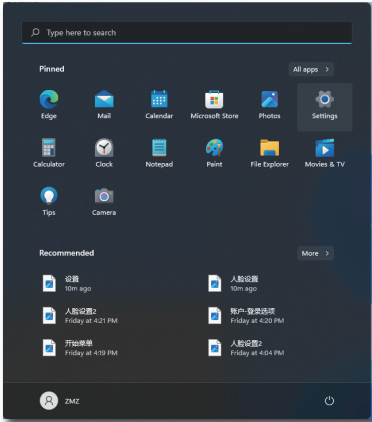 Type here to search
Pinned
All apps >
Edge
Mail
Calendar
Microsoft Store
Photos
Settings
Calculator
Clock
Notepad
Paint
File Explorer
Movies & TV
Tips
Camera
Recommended
More >
设置
10m ago
人脸设置
10m ago
人脸设置2
Friday at 4:21 PM
账户-登录选项
Friday at 4:20 PM
开始菜单
Friday at 4:19 PM
人脸设置2
Friday at 4:04 PM
ZMZ